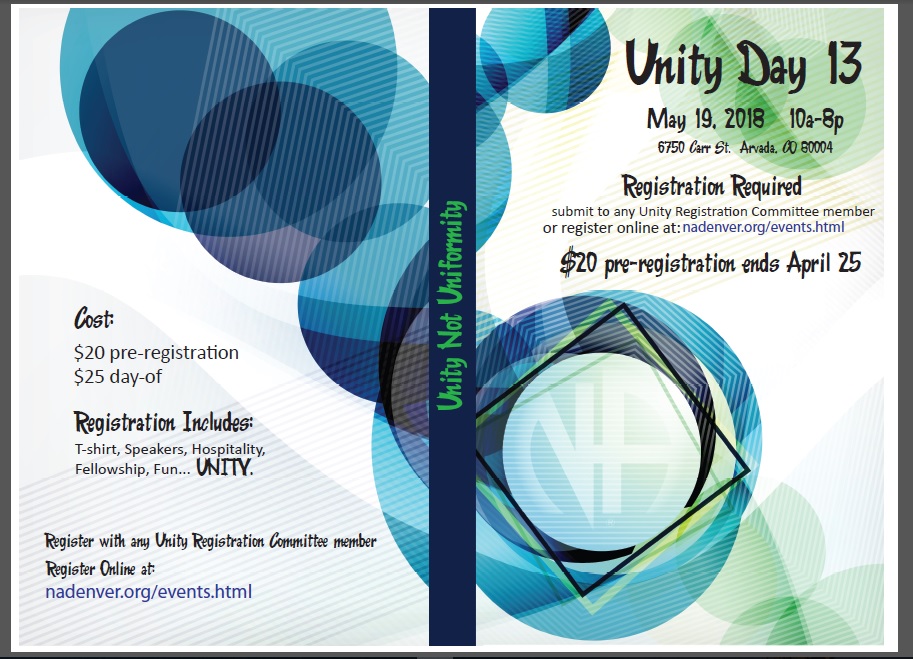 Cost:
$20 pre-registration
$25 day-of
Registration Includes:
T-shirt, Speakers, Hospitality,
Fellowship, Fun... UNITY.
Register with any Unity Registration Committee member
Register Online at:
nadenver.org/events.html
Unity Not Uniformity
Unity Day 13
May 19, 2018 10a-8p
6750 Carr St. Arvada, CO 80004
Registration Required
submit to any Unity Registration Committee member
or register online at: nadenver.org/events.html
$20 pre-registration ends April 25
NA